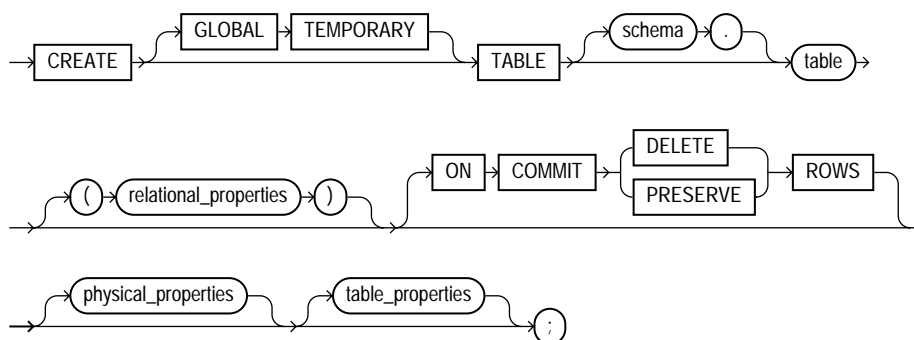 CREATE GLOBAL TEMPORARY TABLE schema . table
( relational_properties ) ON COMMIT DELETE PRESERVE ROWS
physical_properties table_properties ;